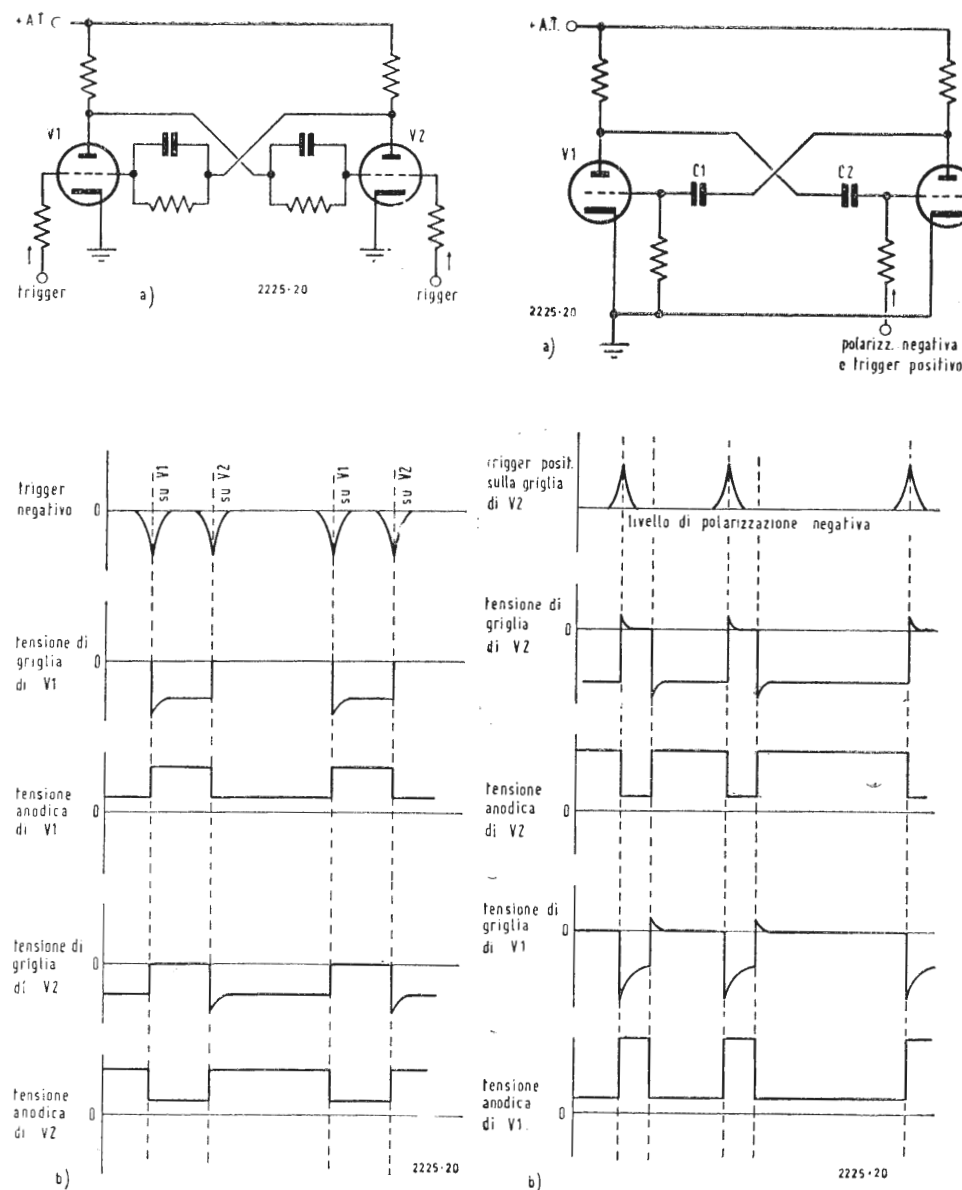 + A.T.
V1
V2
trigger
rigger
a)
2225-20
trigger
negativo
0
su V1
su V2
su V1
su V2
tensione di
griglia
di V1
0
tensione
anodica
di V1
0
tensione di
griglia
di V2
0
tensione
anodica
di V2
0
b)
2225-20
+ A.T.
V1
C1
C2
2225-20
a)
polarizz. negativa
e trigger positivo
trigger posit.
sulla griglia
di V2
livello di polarizzazione negativa
tensione di
griglia
di V2
0
tensione
anodica
di V2
0
tensione di
griglia
di V1
0
tensione
anodica
di V1.
0
b)
2225-20